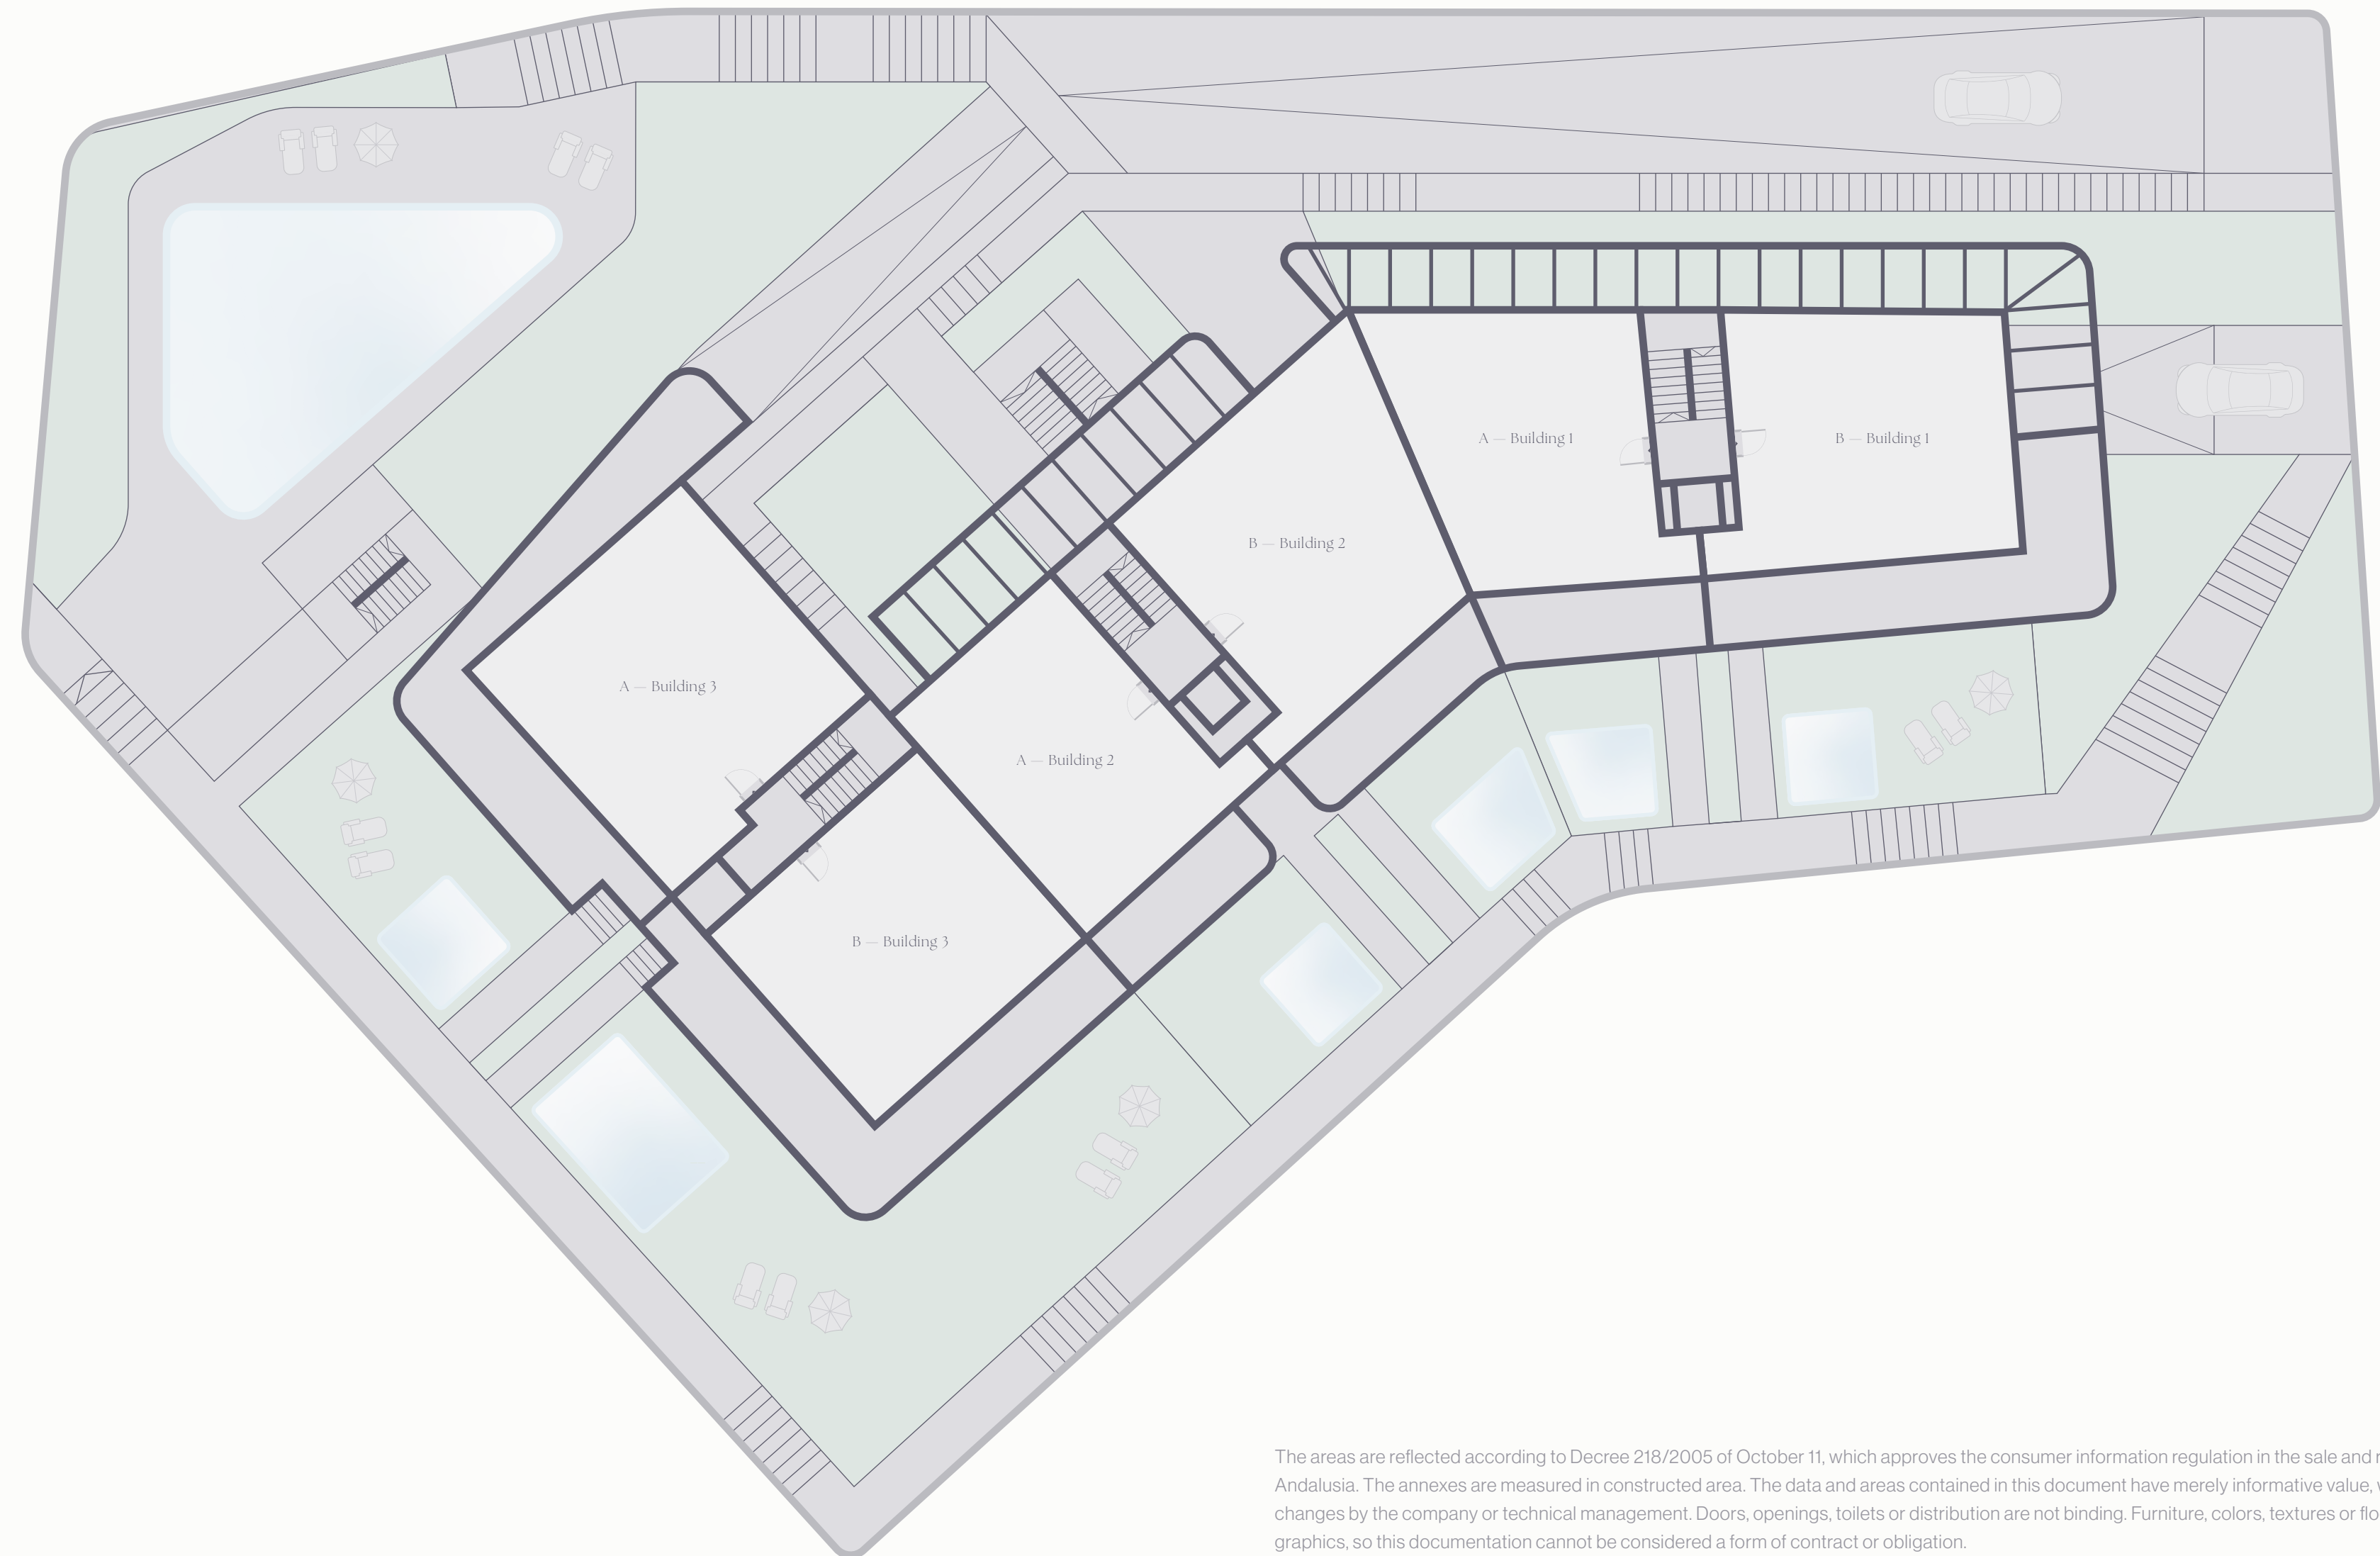 A — Building 1
B — Building 1
B — Building 2
A — Building 3
A — Building 2
B — Building 3
The areas are reflected according to Decree 218/2005 of October 11, which approves the consumer information regulation in the sale and
Andalusia. The annexes are measured in constructed area. The data and areas contained in this document have merely informative value,
changes by the company or technical management. Doors, openings, toilets or distribution are not binding. Furniture, colors, textures or
graphics, so this documentation cannot be considered a form of contract or obligation.